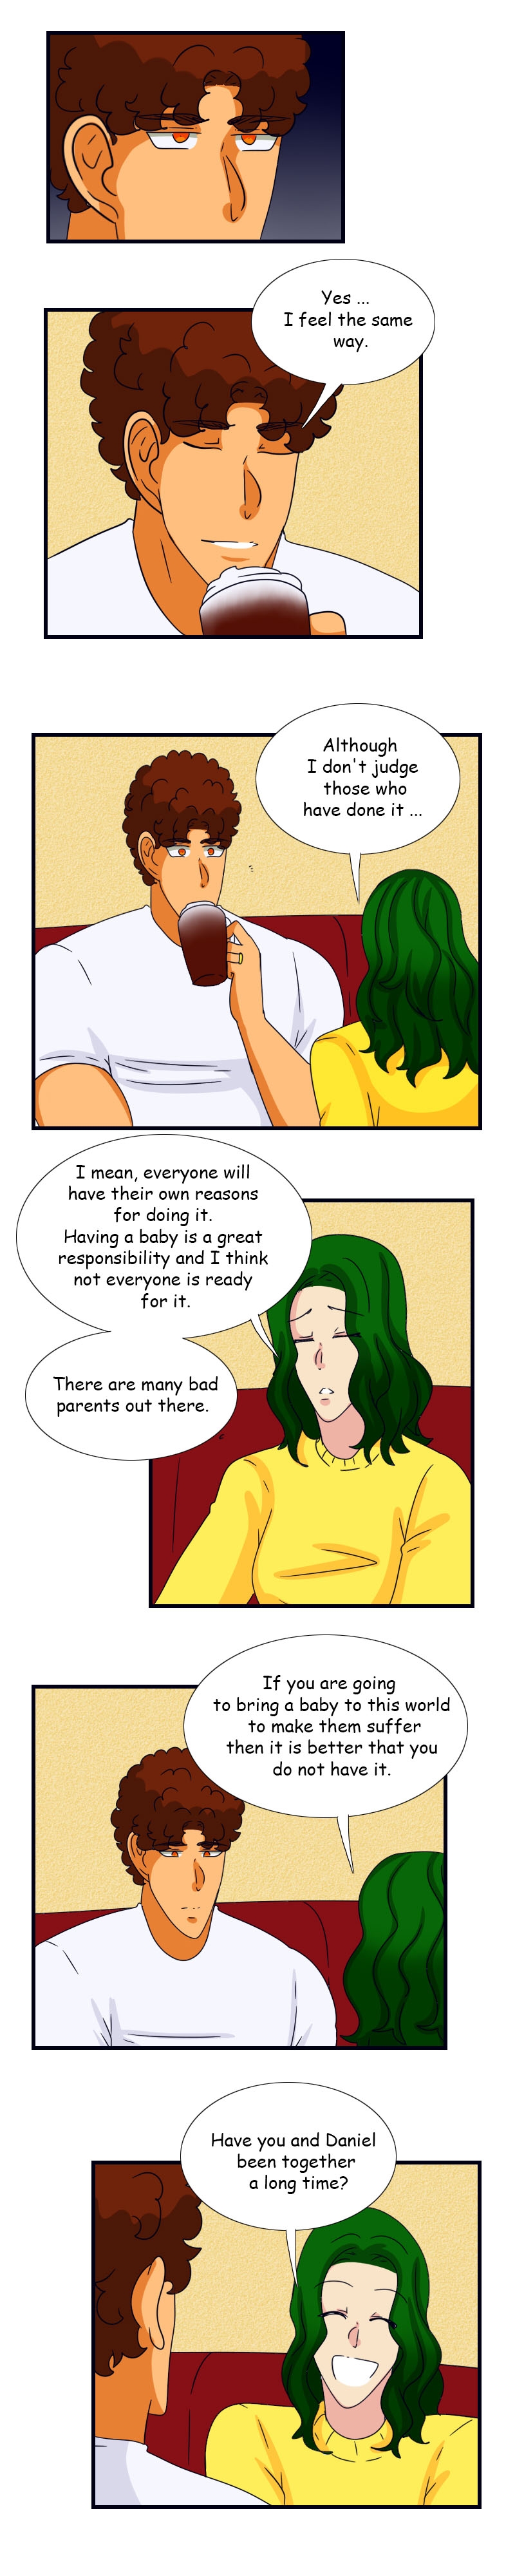 Yes ...
I feel the same
way.
Although
I don't judge
those who
have done it ...
I mean, everyone will
have their own reasons
for doing it.
Having a baby is a great
responsibility and I think
not everyone is ready
for it.
There are many bad
parents out there.
If you are going
to bring a baby to this world
to make them suffer
then it is better that you
do not have it.
Have you and Daniel
been together
a long time?